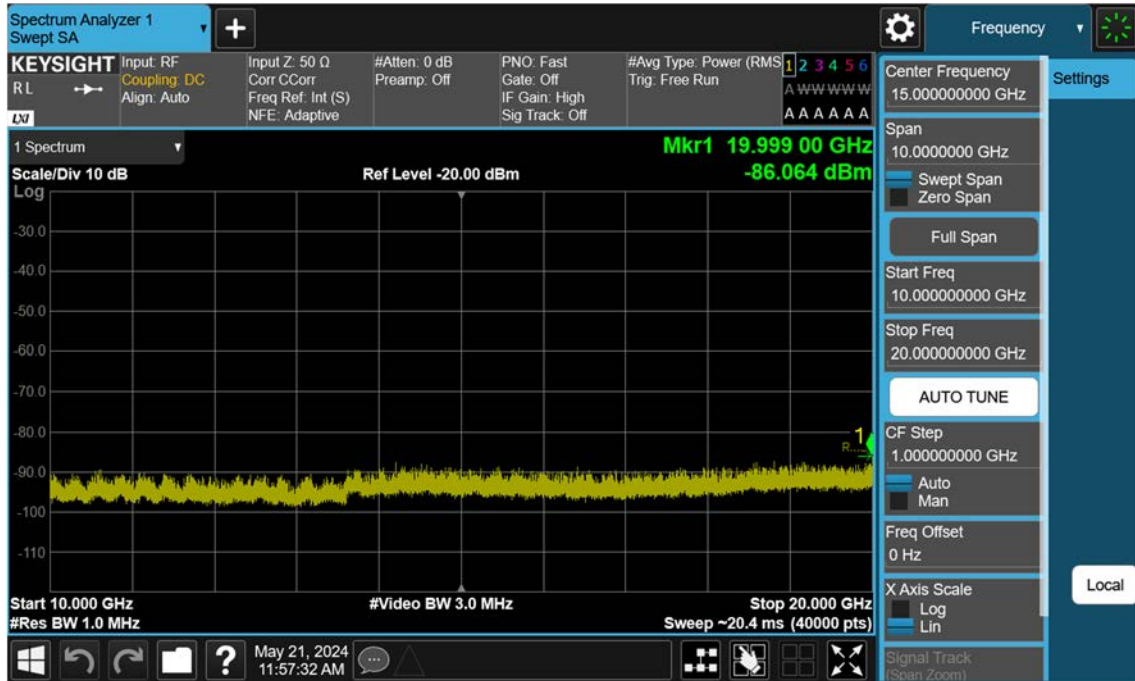 Spectrum Analyzer 1
Swept SA
Frequency
KEYSIGHT
R L
LXI
Input: RF
Coupling: DC
Align: Auto
Input Z: 50 Ω
Corr CCorr
Freq Ref: Int (S)
NFE: Adaptive
#Atten: 0 dB
Preamp: Off
PNO: Fast
Gate: Off
IF Gain: High
Sig Track: Off
#Avg Type: Power (RMS
Trig: Free Run
1 2 3 4 5 6
A W W W W W
A A A A A A
1 Spectrum
Mkr1 19.999 00 GHz
-86.064 dBm
Scale/Div 10 dB
Ref Level -20.00 dBm
Log
-30.0
-40.0
-50.0
-60.0
-70.0
-80.0
-90.0
-100
-110
1
Start 10.000 GHz
#Video BW 3.0 MHz
Stop 20.000 GHz
#Res BW 1.0 MHz
Sweep ~20.4 ms (40000 pts)
May 21, 2024
11:57:32 AM
Center Frequency
15.000000000 GHz
Settings
Span
10.0000000 GHz
Swept Span
Zero Span
Full Span
Start Freq
10.000000000 GHz
Stop Freq
20.000000000 GHz
AUTO TUNE
CF Step
1.000000000 GHz
Auto
Man
Freq Offset
0 Hz
X Axis Scale
Log
Lin
Local
Signal Track
(Span Zoom)